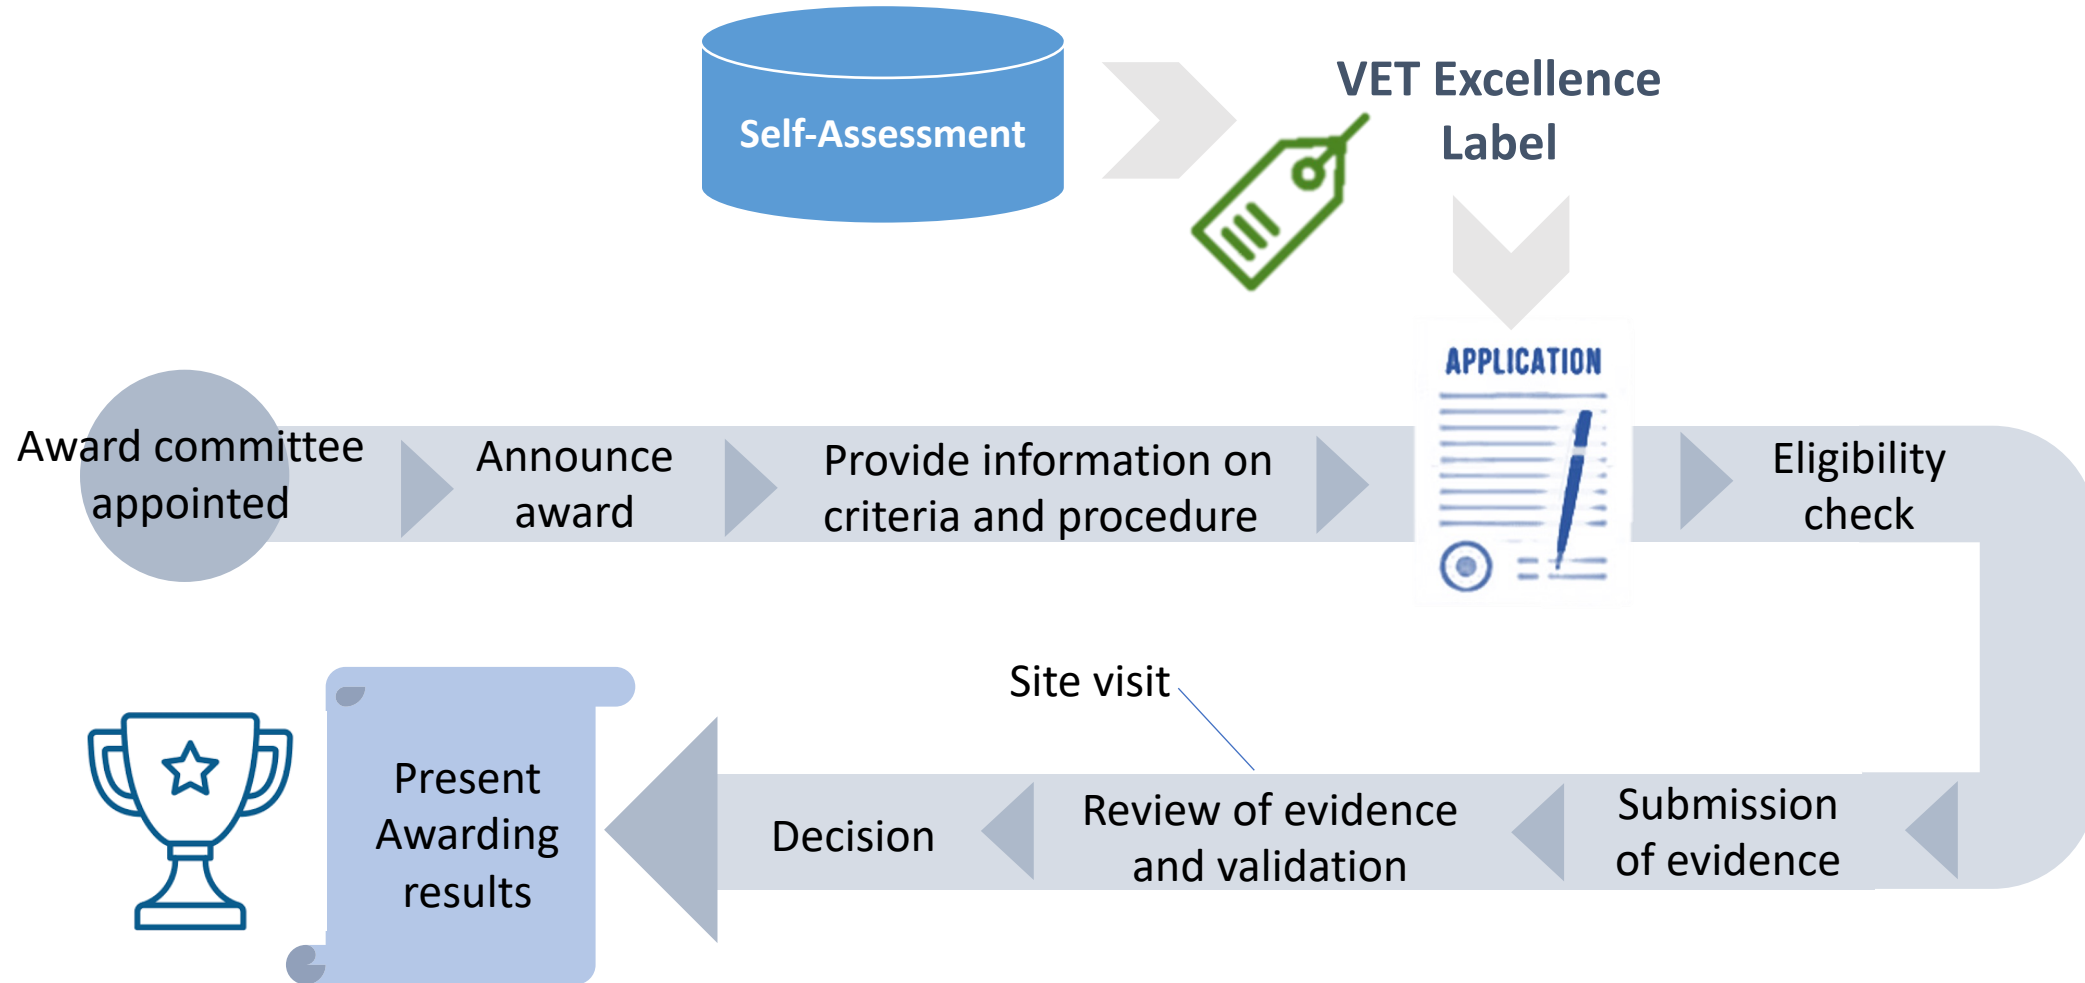 Self-Assessment
VET Excellence
Label
APPLICATION
Award committee
appointed
Announce
award
Provide information on
criteria and procedure
Eligibility
check
Site visit
Submission
of evidence
Review of evidence
and validation
Decision
Present
Awarding
results